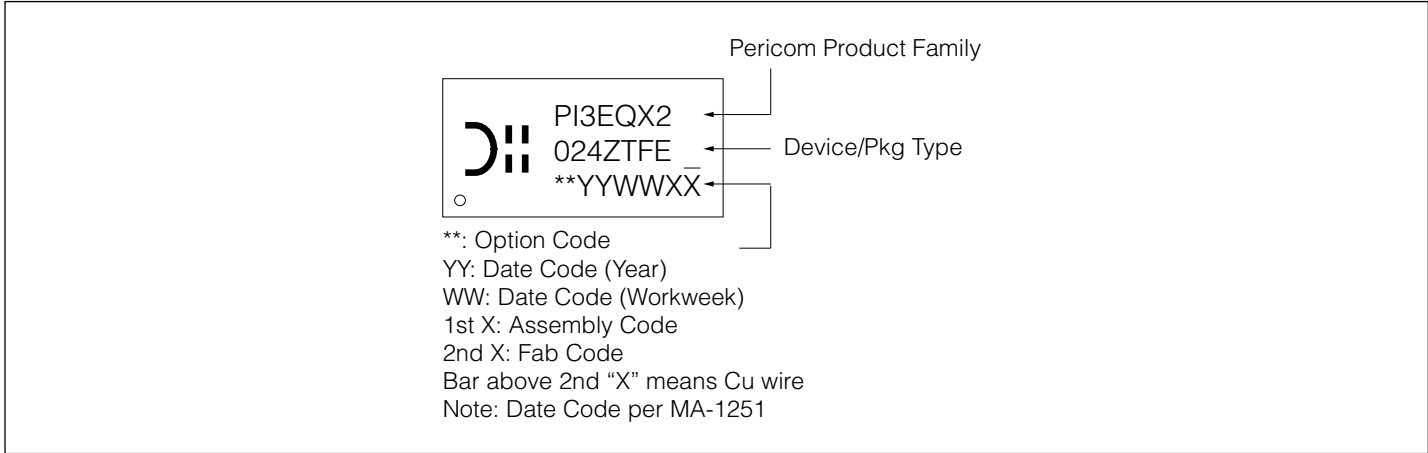 Pericom Product Family
PI3EQX2
024ZTFE
Device/Pkg Type
**YYWWXX̅
**: Option Code
YY: Date Code (Year)
WW: Date Code (Workweek)
1st X: Assembly Code
2nd X: Fab Code
Bar above 2nd “X” means Cu wire
Note: Date Code per MA-1251